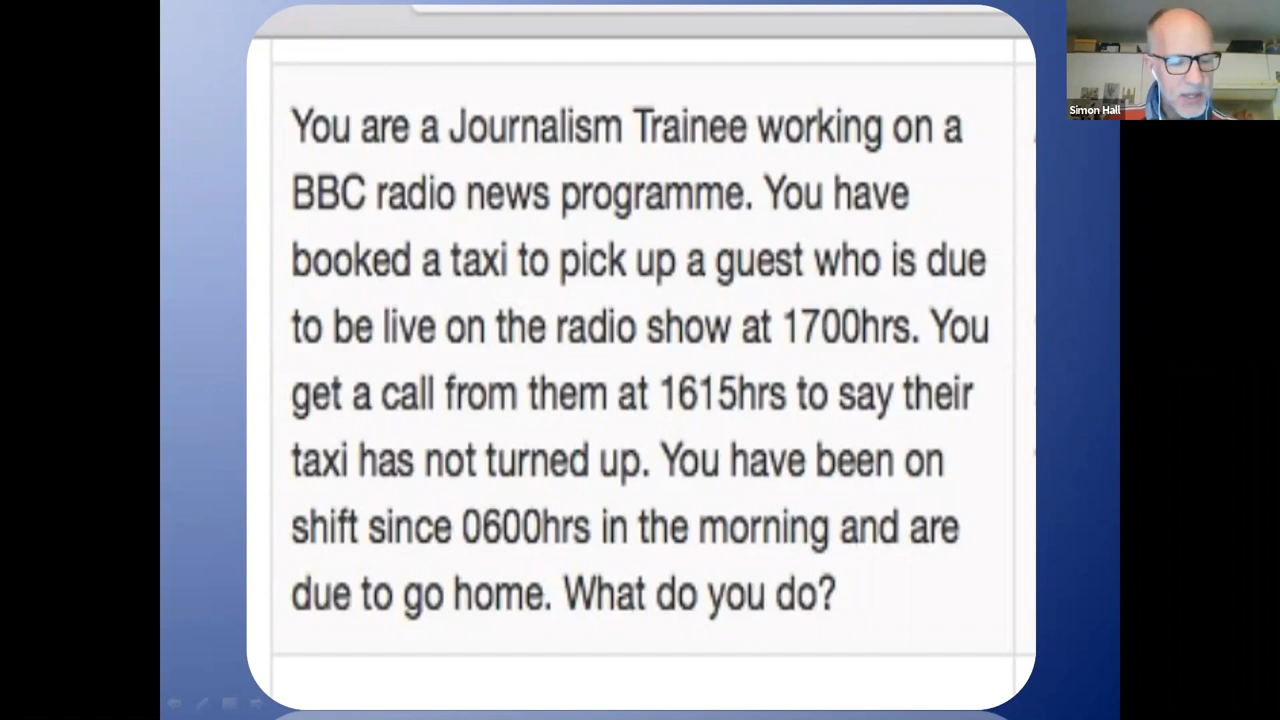 You are a Journalism Trainee working on a
BBC radio news programme. You have
booked a taxi to pick up a guest who is due
to be live on the radio show at 1700hrs. You
get a call from them at 1615hrs to say their
taxi has not turned up. You have been on
shift since 0600hrs in the morning and are
due to go home. What do you do?
Simon Hall